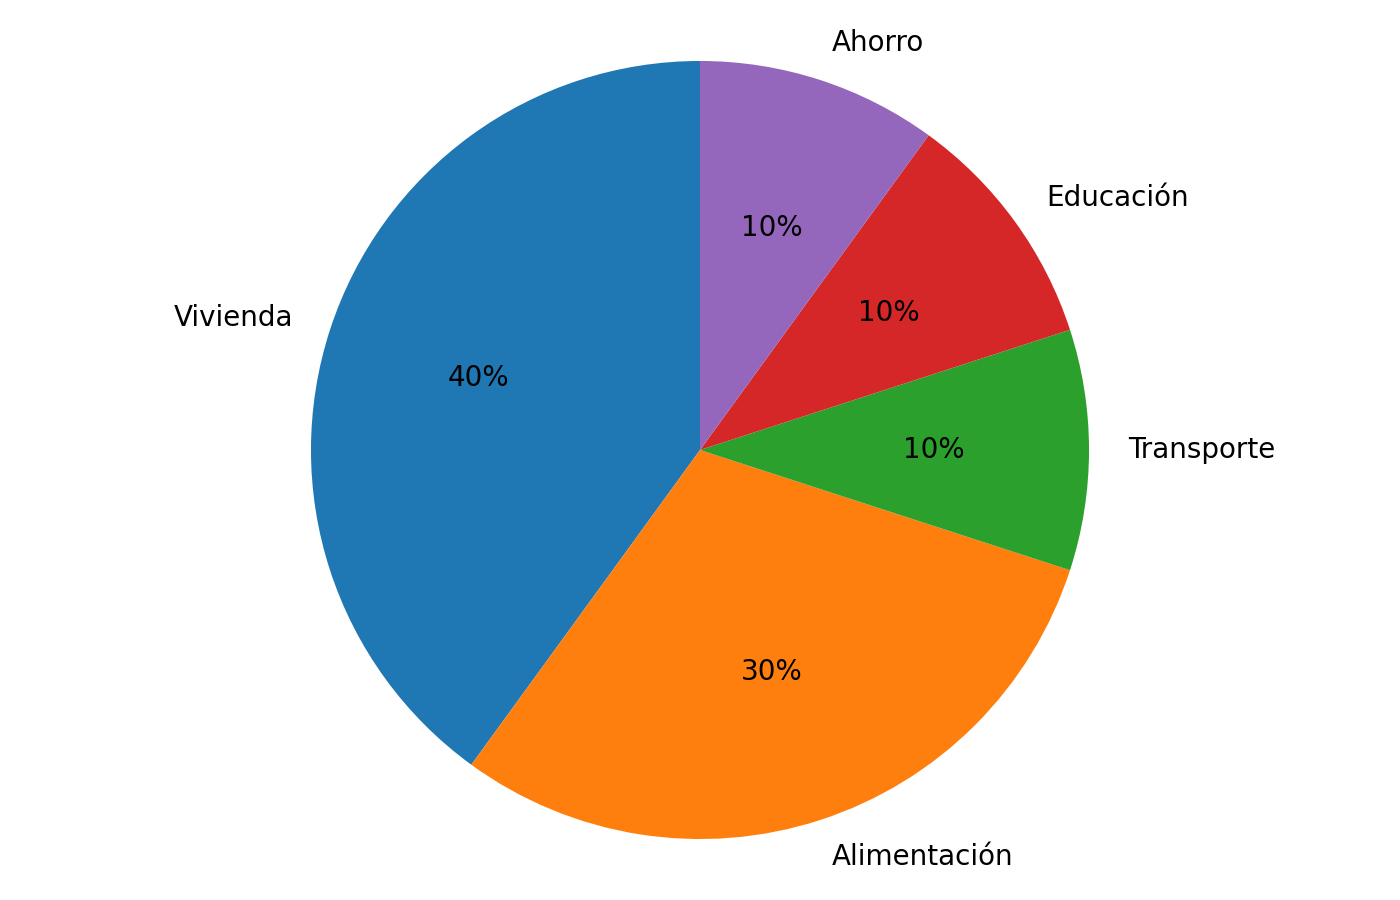 Ahorro
Educación
10%
10%
Vivienda
40%
10%
Transporte
30%
Alimentación